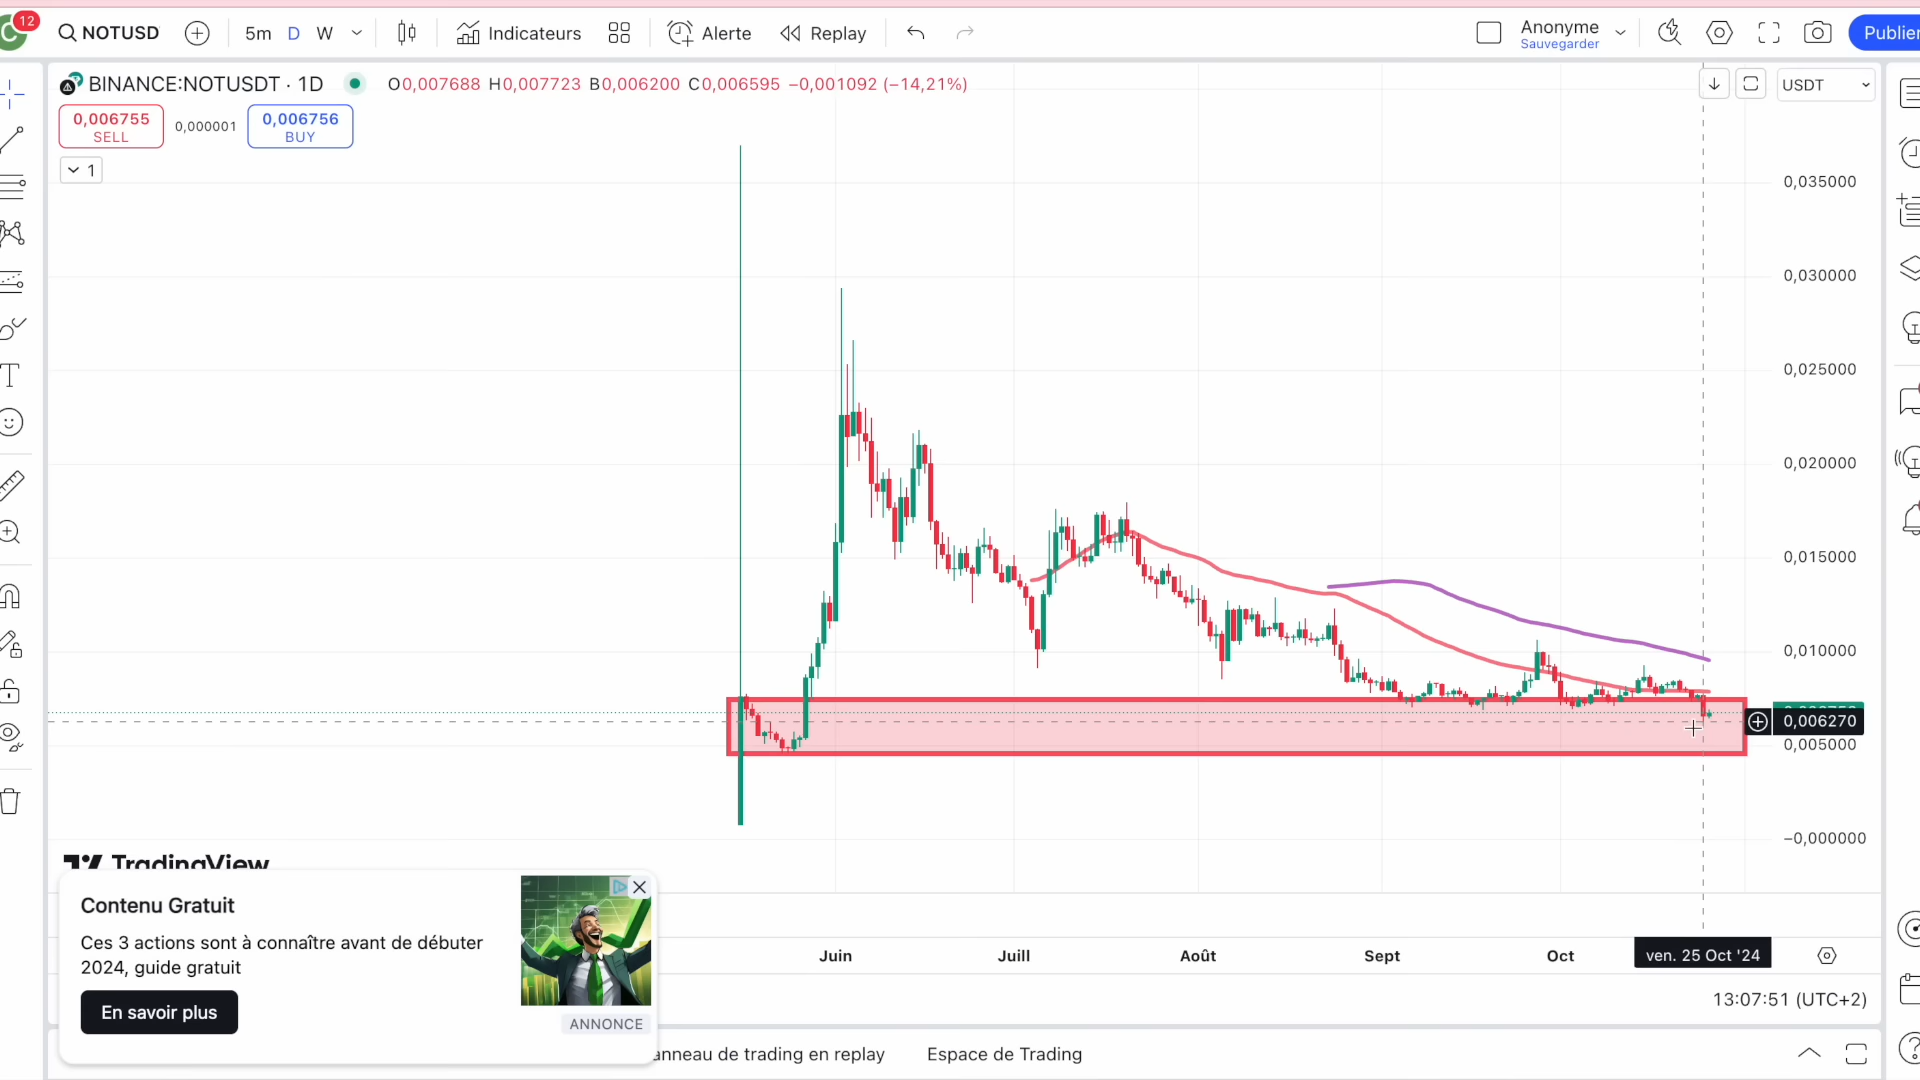 12
NOTUSD
5m D W
Indicateurs
Alerte
Replay
Anonyme
Sauvegarder
Publier
BINANCE:NOTUSDT · 1D
O0,007688 H0,007723 B0,006200 C0,006595 −0,001092 (−14,21%)
USDT
0,006755
SELL
0,000001
0,006756
BUY
1
0,035000
0,030000
0,025000
0,020000
0,015000
0,010000
0,006270
0,005000
−0,000000
TradingView
Contenu Gratuit
Ces 3 actions sont à connaître avant de débuter
2024, guide gratuit
En savoir plus
ANNONCE
Juin
Juill
Août
Sept
Oct
ven. 25 Oct '24
13:07:51 (UTC+2)
anneau de trading en replay
Espace de Trading